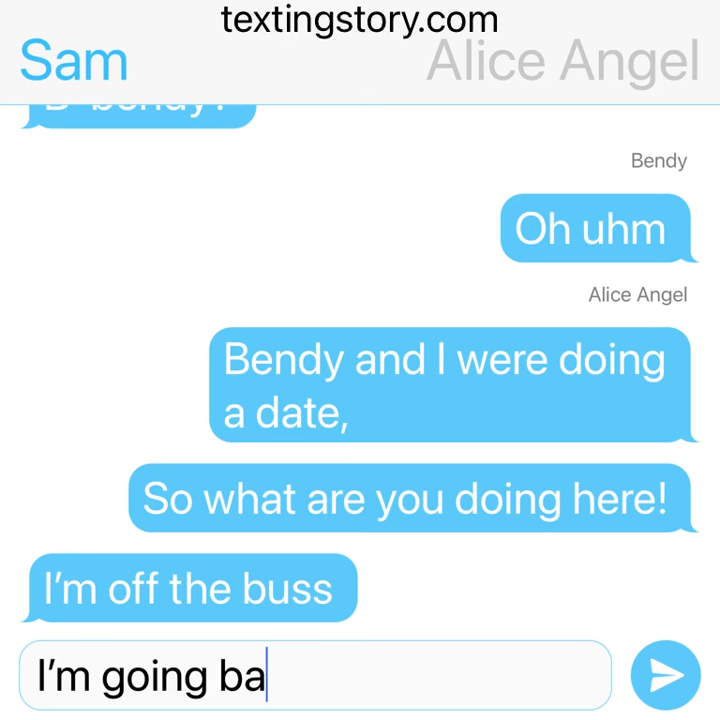 textingstory.com
Sam
Alice Angel
B-bendy?
Bendy
Oh uhm
Alice Angel
Bendy and I were doing
a date,
So what are you doing here!
I’m off the buss
I’m going ba